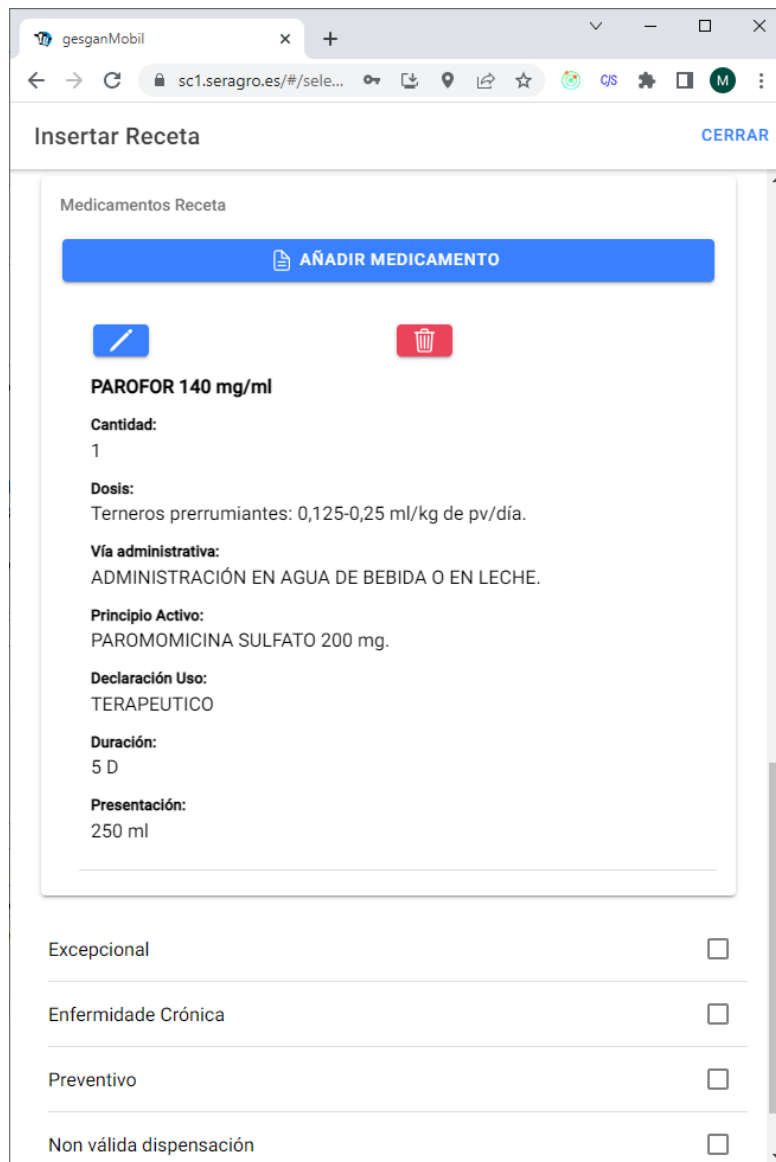 gesganMobil
sc1.seragro.es/#/sele...
C/S
M
Insertar Receta
CERRAR
Medicamentos Receta
AÑADIR MEDICAMENTO
PAROFOR 140 mg/ml
Cantidad:
1
Dosis:
Terneros prerrumiantes: 0,125-0,25 ml/kg de pv/día.
Vía administrativa:
ADMINISTRACIÓN EN AGUA DE BEBIDA O EN LECHE.
Principio Activo:
PAROMOMICINA SULFATO 200 mg.
Declaración Uso:
TERAPEUTICO
Duración:
5 D
Presentación:
250 ml
Excepcional
Enfermidade Crónica
Preventivo
Non válida dispensación